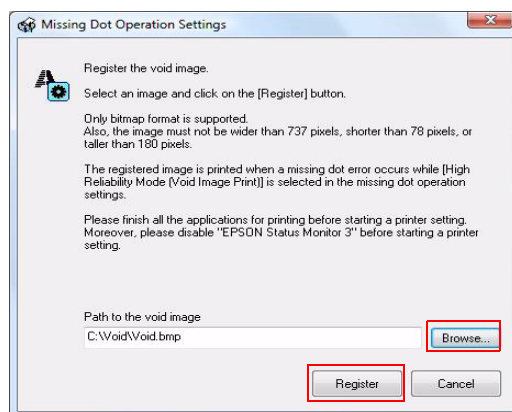 Missing Dot Operation Settings
Register the void image.
Select an image and click on the [Register] button.
Only bitmap format is supported.
Also, the image must not be wider than 737 pixels, shorter than 78 pixels, or
taller than 180 pixels.
The registered image is printed when a missing dot error occurs while [High
Reliability Mode (Void Image Print)] is selected in the missing dot operation
settings.
Please finish all the applications for printing before starting a printer setting.
Moreover, please disable "EPSON Status Monitor 3" before starting a printer
setting.
Path to the void image
C:\Void\Void.bmp
Browse...
Register
Cancel